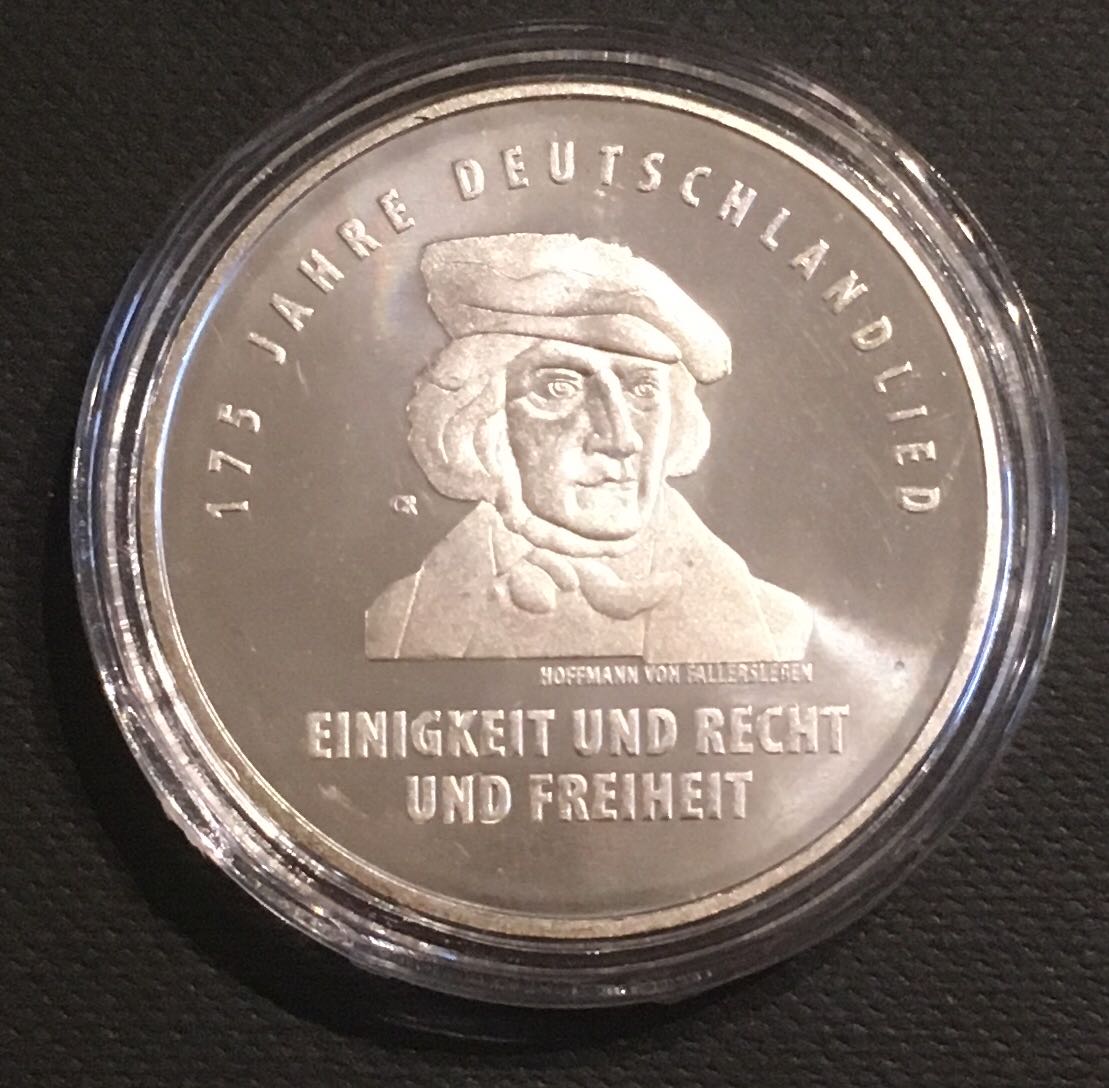 175 JAHRE DEUTSCHLANDLIED
HOFFMANN VON FALLERSLEBEN
EINIGKEIT UND RECHT
UND FREIHEIT